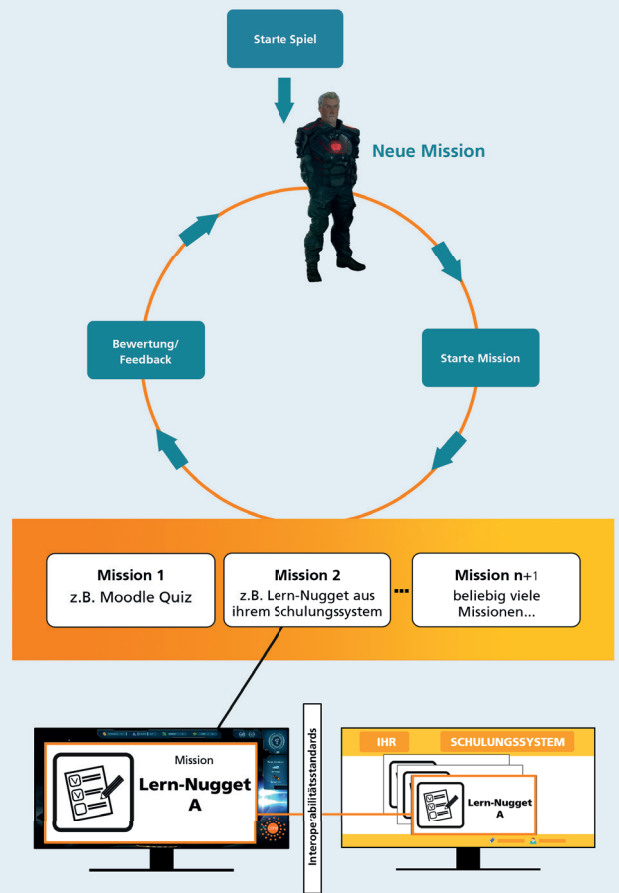 Starte Spiel
Neue Mission
Bewertung/
Feedback
Starte Mission
Mission 1
z.B. Moodle Quiz
Mission 2
z.B. Lern-Nugget aus
ihrem Schulungssystem
...
Mission n+1
beliebig viele
Missionen...
Mission
Lern-Nugget
A
Interoperabilitätsstandards
IHR SCHULUNGSSYSTEM
Lern-Nugget
A